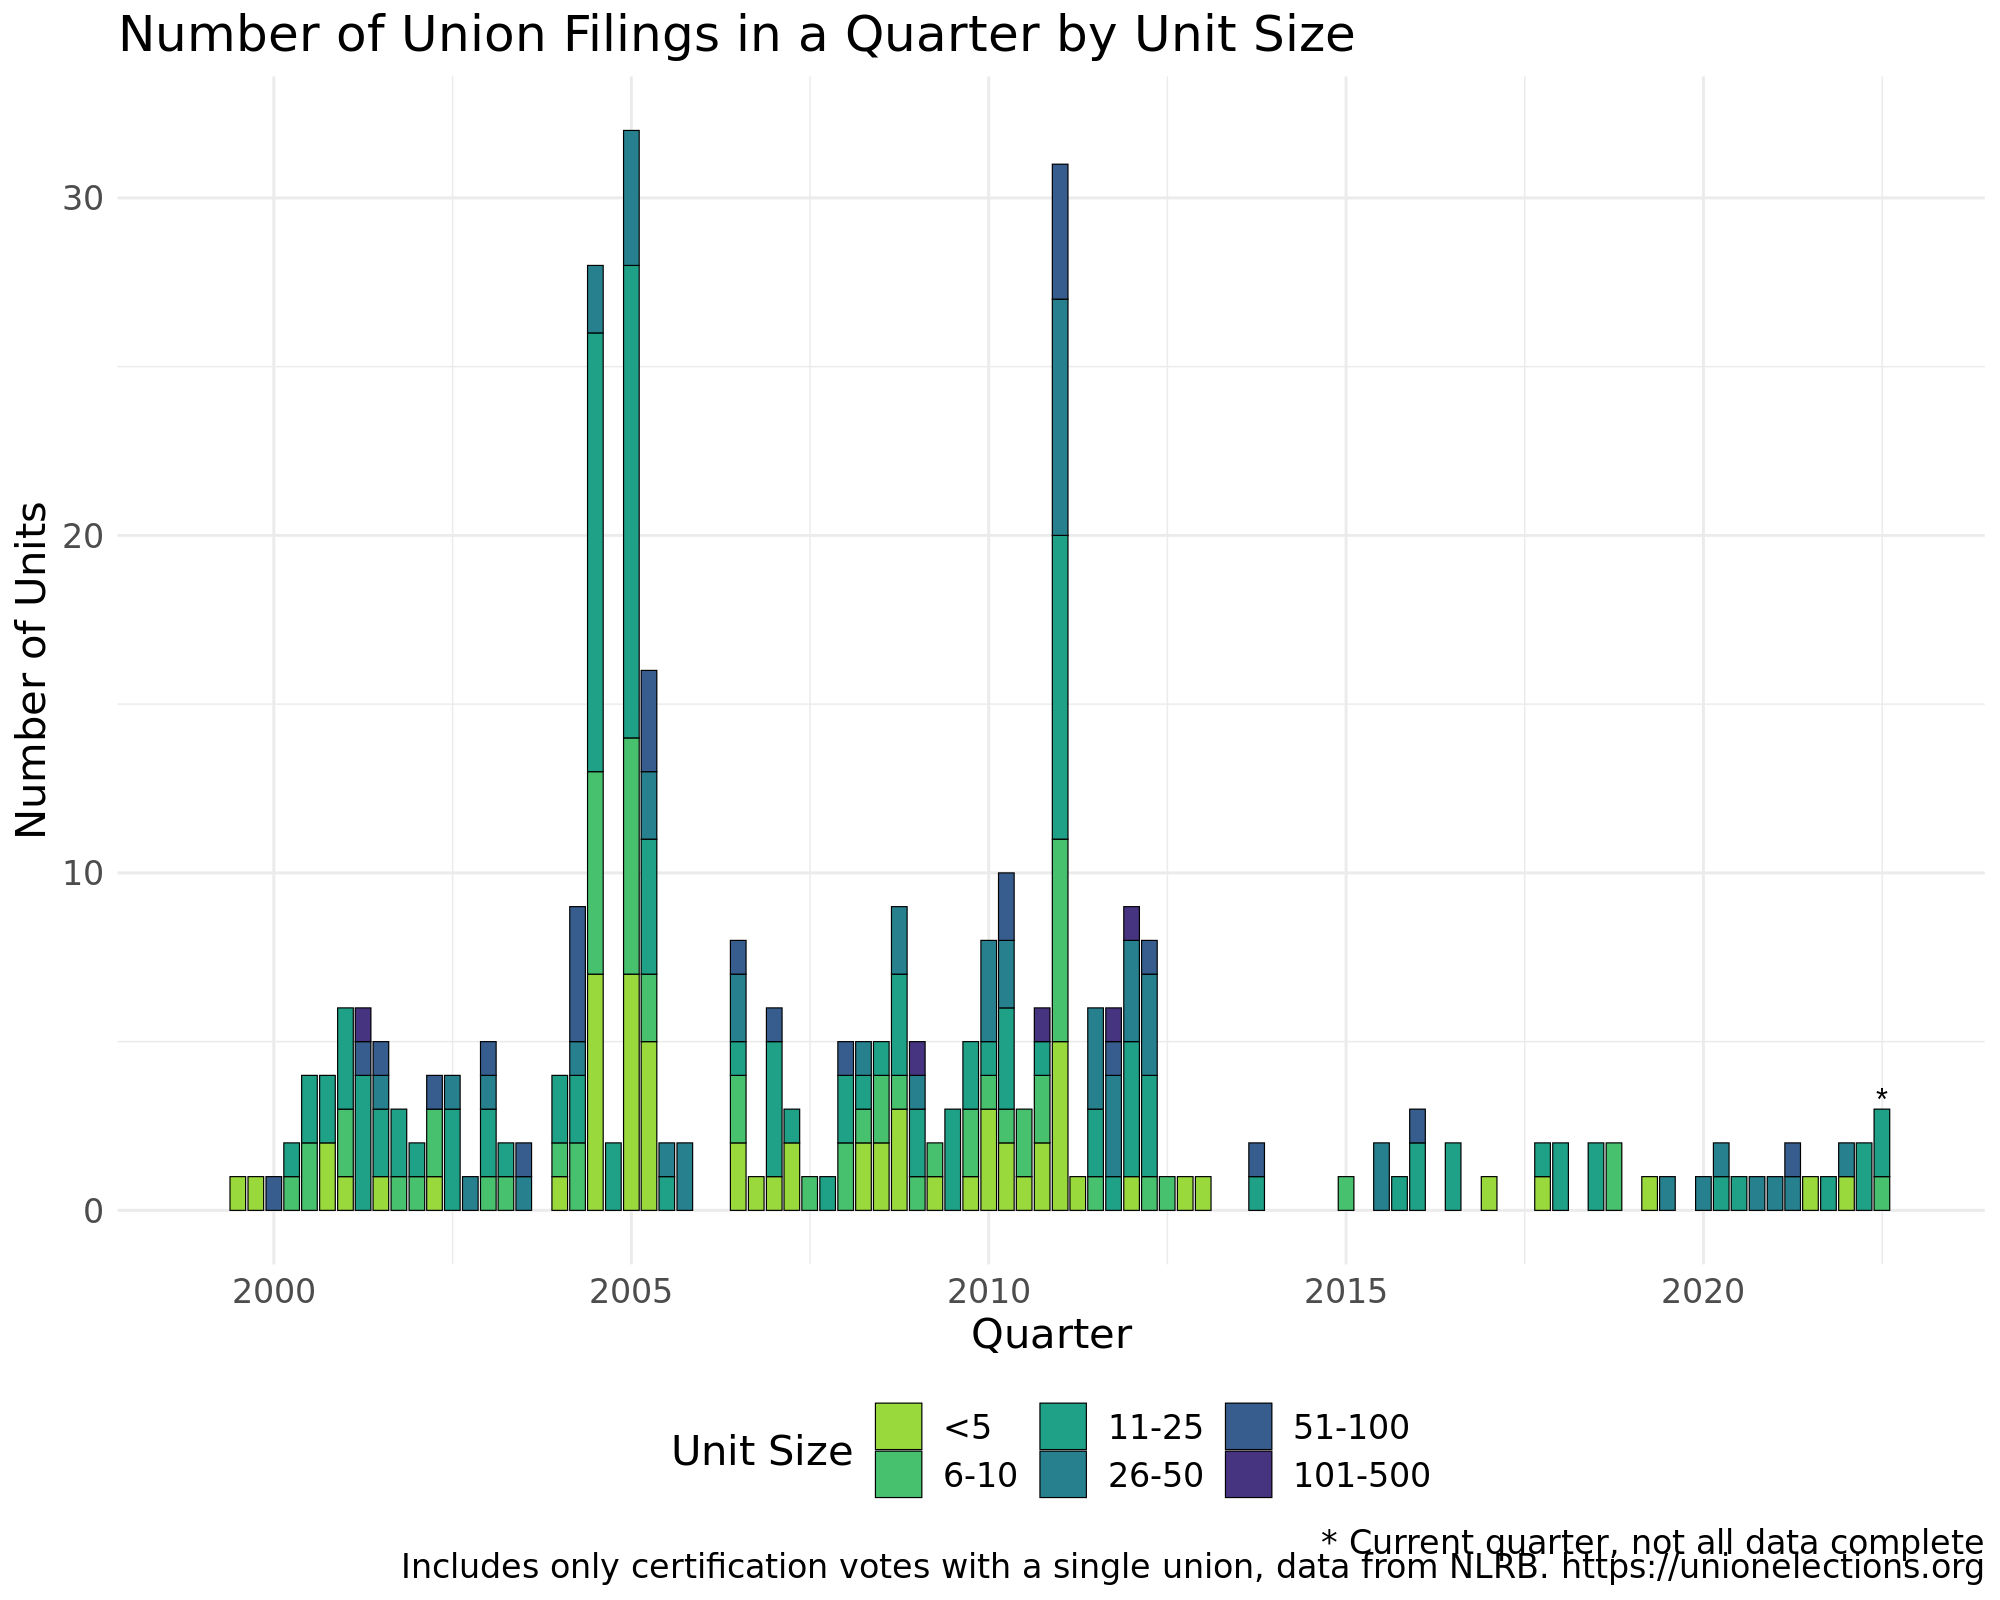 Number of Union Filings in a Quarter by Unit Size
Number of Units
30
20
10
0
*
2000 2005 2010 2015 2020
Quarter
Unit Size
<5 11-25 51-100
6-10 26-50 101-500
* Current quarter, not all data complete
Includes only certification votes with a single union, data from NLRB. https://unionelections.org